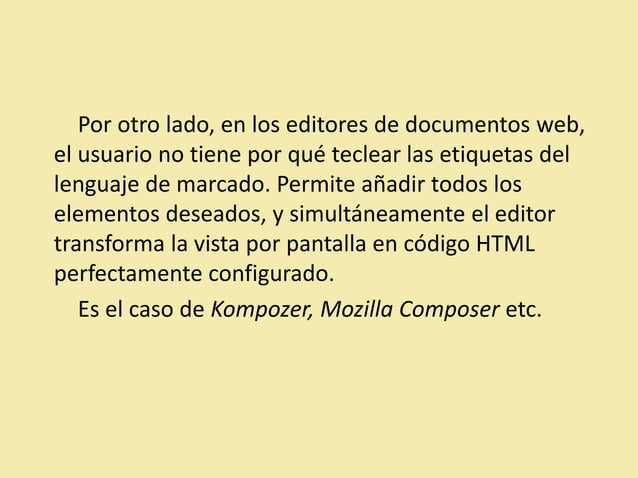 Por otro lado, en los editores de documentos web,
el usuario no tiene por qué teclear las etiquetas del
lenguaje de marcado. Permite añadir todos los
elementos deseados, y simultáneamente el editor
transforma la vista por pantalla en código HTML
perfectamente configurado.
Es el caso de Kompozer, Mozilla Composer etc.